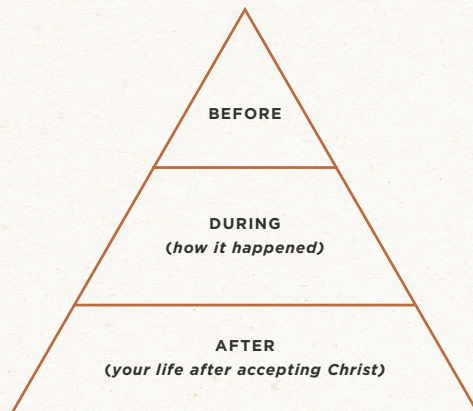 BEFORE
DURING
(how it happened)
AFTER
(your life after accepting Christ)